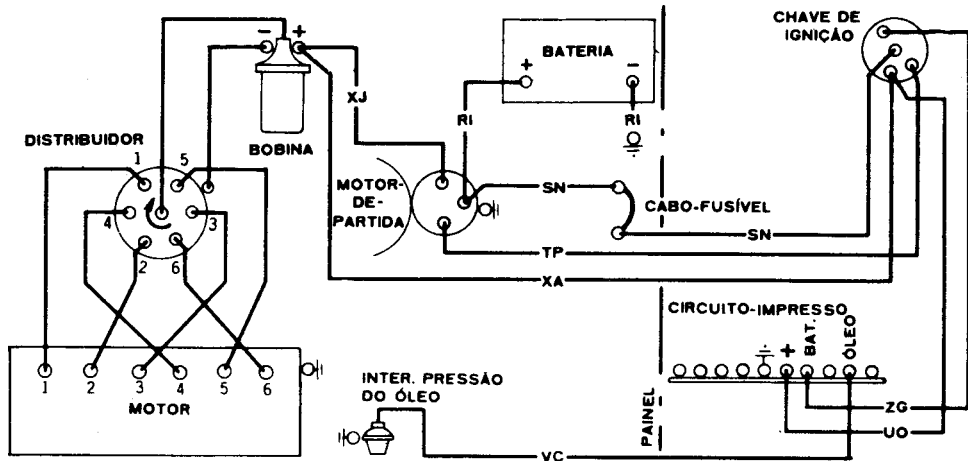 CHAVE DE
IGNIÇÃO
- +
BATERIA
+ -
XJ
RI
RI
DISTRIBUIDOR
BOBINA
1 5
4 3
2 6
MOTOR-
DE-
PARTIDA
SN
CABO-FUSÍVEL
SN
TP
XA
CIRCUITO-IMPRESSO
+
BAT.
ÓLEO
1 2 3 4 5 6
MOTOR
INTER. PRESSÃO
DO ÓLEO
PAINEL
ZG
UO
VC